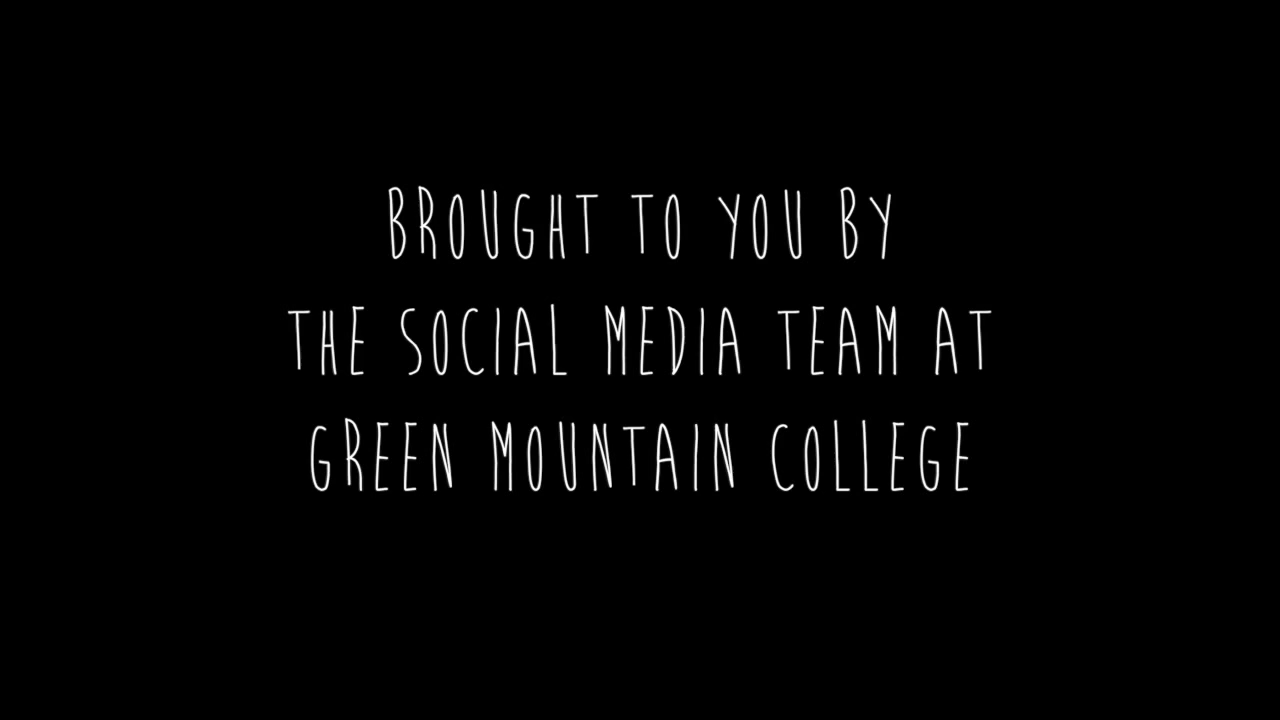 BROUGHT TO YOU BY
THE SOCIAL MEDIA TEAM AT
GREEN MOUNTAIN COLLEGE